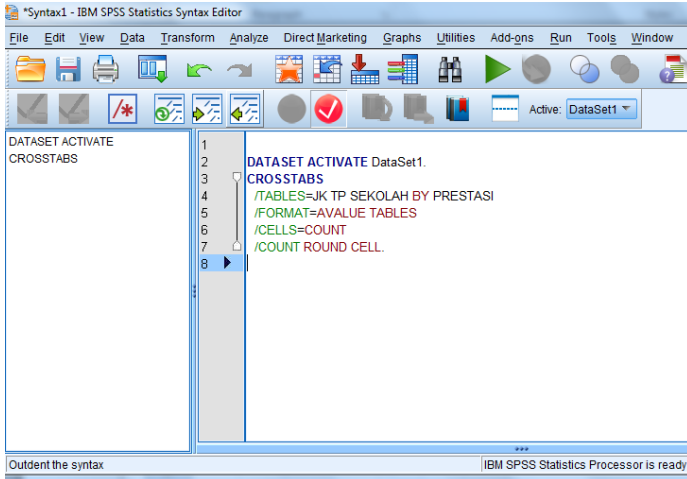 *Syntax1 - IBM SPSS Statistics Syntax Editor
File Edit View Data Transform Analyze Direct Marketing Graphs Utilities Add-ons Run Tools Window
/* Active: DataSet1
DATASET ACTIVATE
CROSSTABS
1
2 DATASET ACTIVATE DataSet1.
3 CROSSTABS
4 /TABLES=JK TP SEKOLAH BY PRESTASI
5 /FORMAT=AVALUE TABLES
6 /CELLS=COUNT
7 /COUNT ROUND CELL.
8
Outdent the syntax IBM SPSS Statistics Processor is ready